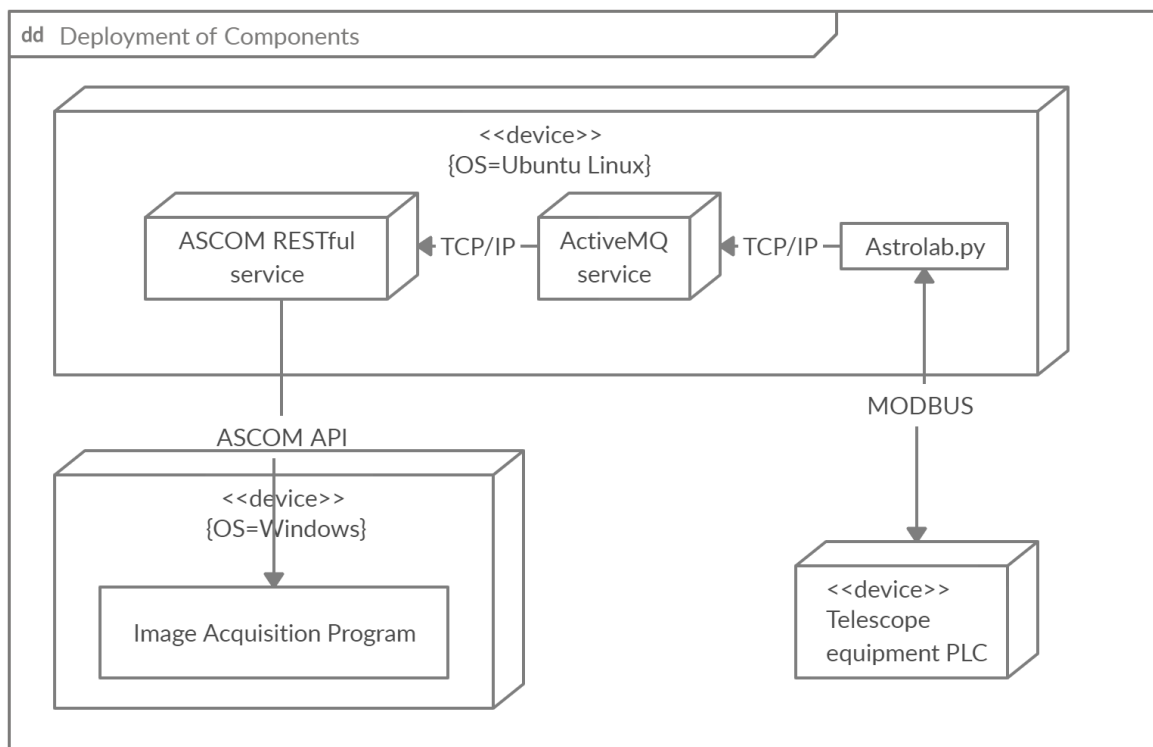 dd Deployment of Components
<<device>>
{OS=Ubuntu Linux}
ASCOM RESTful
service
TCP/IP
ActiveMQ
service
TCP/IP
Astrolab.py
MODBUS
ASCOM API
<<device>>
{OS=Windows}
Image Acquisition Program
<<device>>
Telescope
equipment PLC